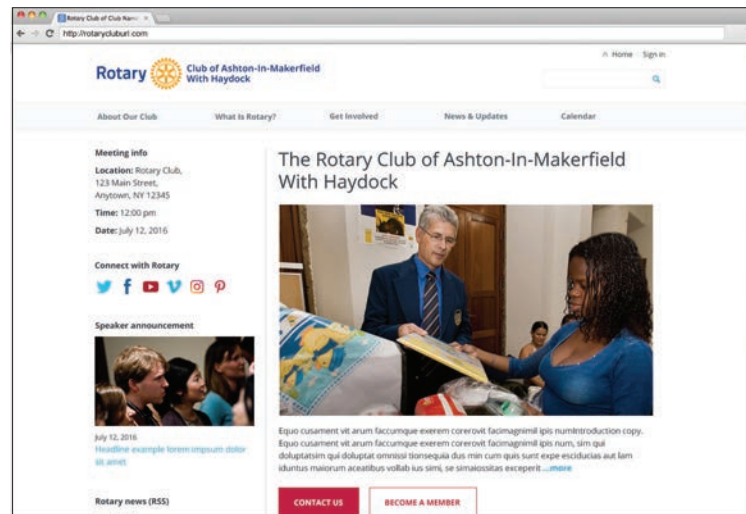 Rotary Club of Club Name
http://rotarycluburl.com
Home Sign in
Rotary
Club of Ashton-In-Makerfield
With Haydock
About Our Club What Is Rotary? Get Involved News & Updates Calendar
Meeting info
Location: Rotary Club,
123 Main Street,
Anytown, NY 12345
Time: 12:00 pm
Date: July 12, 2016
Connect with Rotary
Speaker announcement
July 12, 2016
Headline example lorem impsum dolor
sit amet
Rotary news (RSS)
The Rotary Club of Ashton-In-Makerfield
With Haydock
Equo cusament vit arum faccumque exerem corerovit facimagnimil ipis numIntroduction copy.
Equo cusament vit arum faccumque exerem corerovit facimagnimil ipis num, sim qui
doluptatsim qui doluptat omnissi tionsequia dus min cum quis sunt expe esciducias aut lam
iduntus maiorum aceatibus vollab ius simi, se simaiossitas exceperit ...more
CONTACT US BECOME A MEMBER